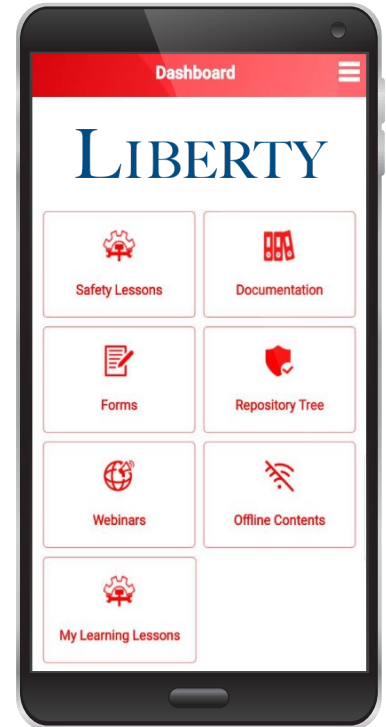 Dashboard
LIBERTY
Safety Lessons
Documentation
Forms
Repository Tree
Webinars
Offline Contents
My Learning Lessons